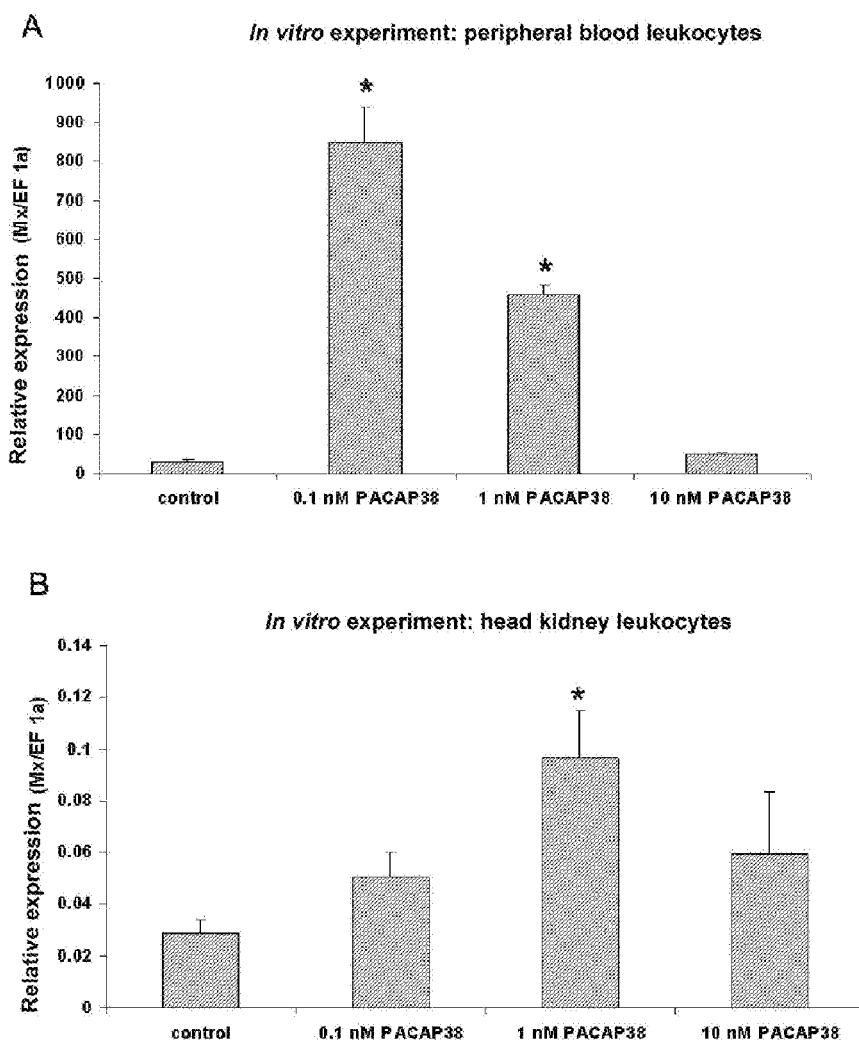 A
In vitro experiment: peripheral blood leukocytes
Relative expression (Mx/EF 1a)
1000
900
800
700
600
500
400
300
200
100
0
*
*
control
0.1 nM PACAP38
1 nM PACAP38
10 nM PACAP38
B
In vitro experiment: head kidney leukocytes
Relative expression (Mx/EF 1a)
0.14
0.12
0.1
0.08
0.06
0.04
0.02
0
*
control
0.1 nM PACAP38
1 nM PACAP38
10 nM PACAP38